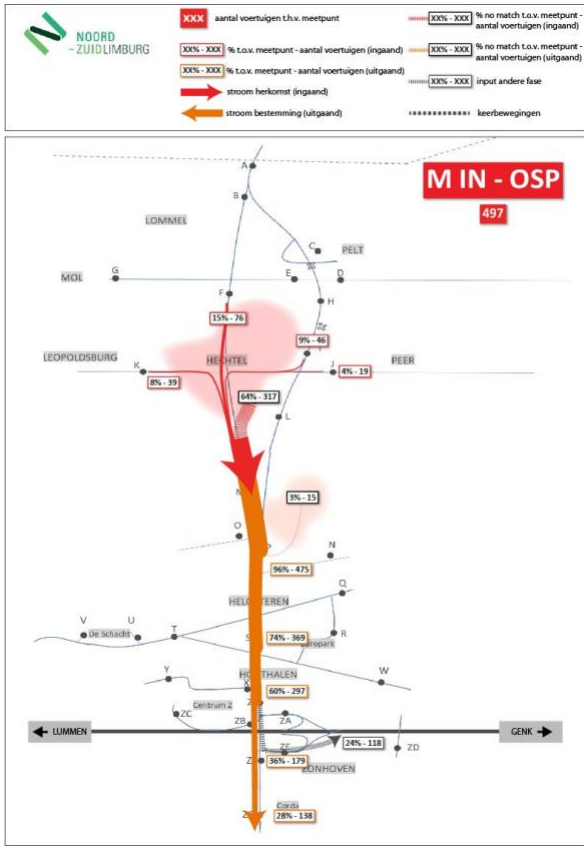 NOORD
-ZUIDLIMBURG
XXX aantal voertuigen t.h.v. meetpunt
XX% - XXX % t.o.v. meetpunt - aantal voertuigen (ingaand)
XX% - XXX % t.o.v. meetpunt - aantal voertuigen (uitgaand)
stroom herkomst (ingaand)
stroom bestemming (uitgaand)
XX% - XXX % no match t.o.v. meetpunt -
aantal voertuigen (ingaand)
XX% - XXX % no match t.o.v. meetpunt -
aantal voertuigen (uitgaand)
XX% - XXX input andere fase
keerbewegingen
M IN - OSP
497
A
B
LOMMEL
C
PELT
MOL
G
E
D
F
H
15% - 76
9% - 46
LEOPOLDSBURG
HECHTEL
PEER
K
J
8% - 39
4% - 19
64% - 317
L
3% - 15
O
N
96% - 475
Q
V
U
T
De Schacht
R
74% - 369
Y
W
60% - 297
Centrum Z
ZC
ZB
ZA
LUMMEN
GENK
ZD
24% - 118
ZONHOVEN
36% - 179
Corda
28% - 138